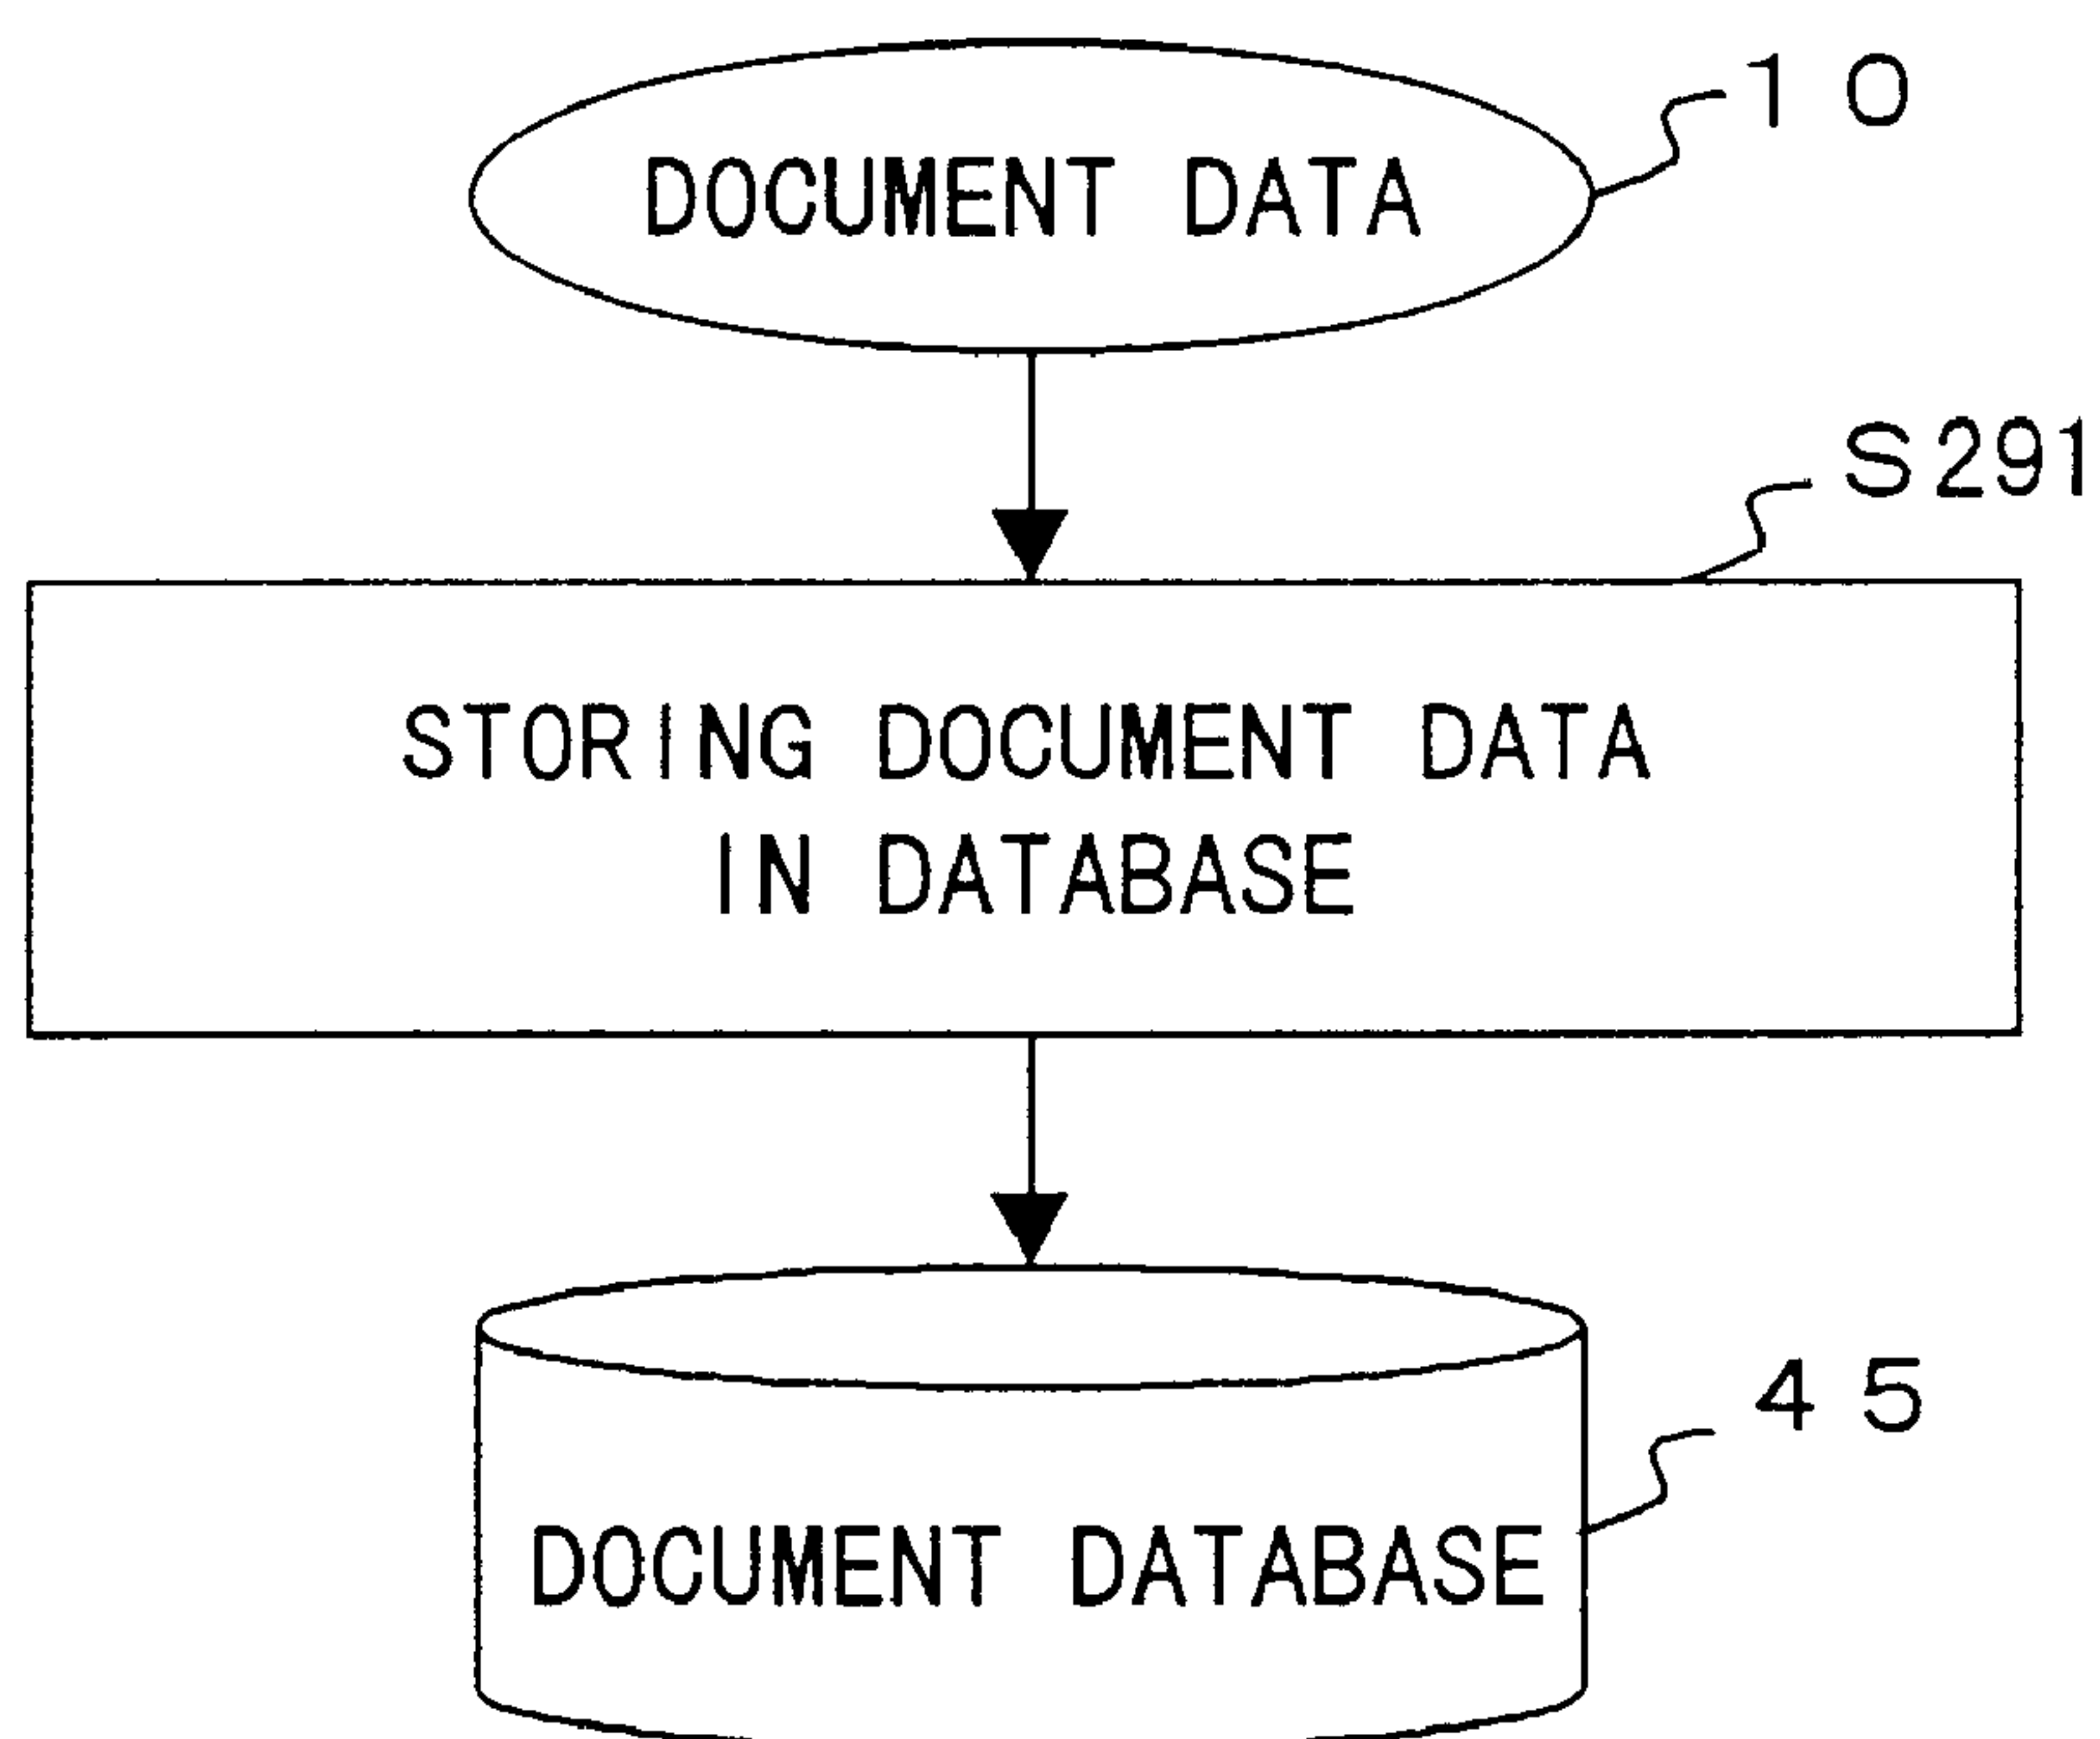 10
DOCUMENT DATA
S291
STORING DOCUMENT DATA
IN DATABASE
45
DOCUMENT DATABASE